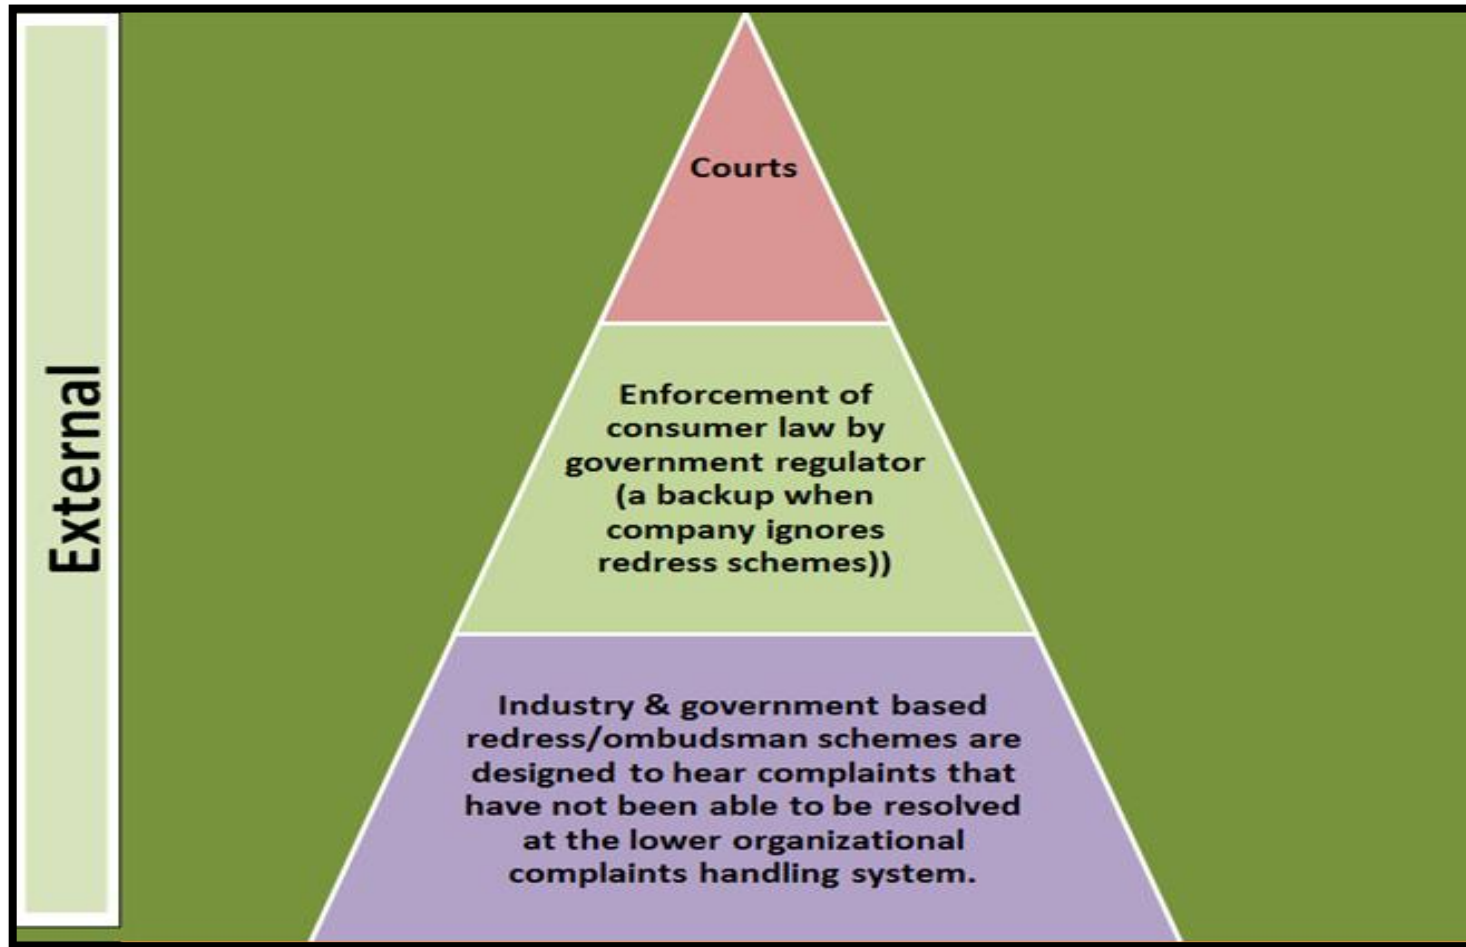 External
Courts
Enforcement of
consumer law by
government regulator
(a backup when
company ignores
redress schemes))
Industry & government based
redress/ombudsman schemes are
designed to hear complaints that
have not been able to be resolved
at the lower organizational
complaints handling system.